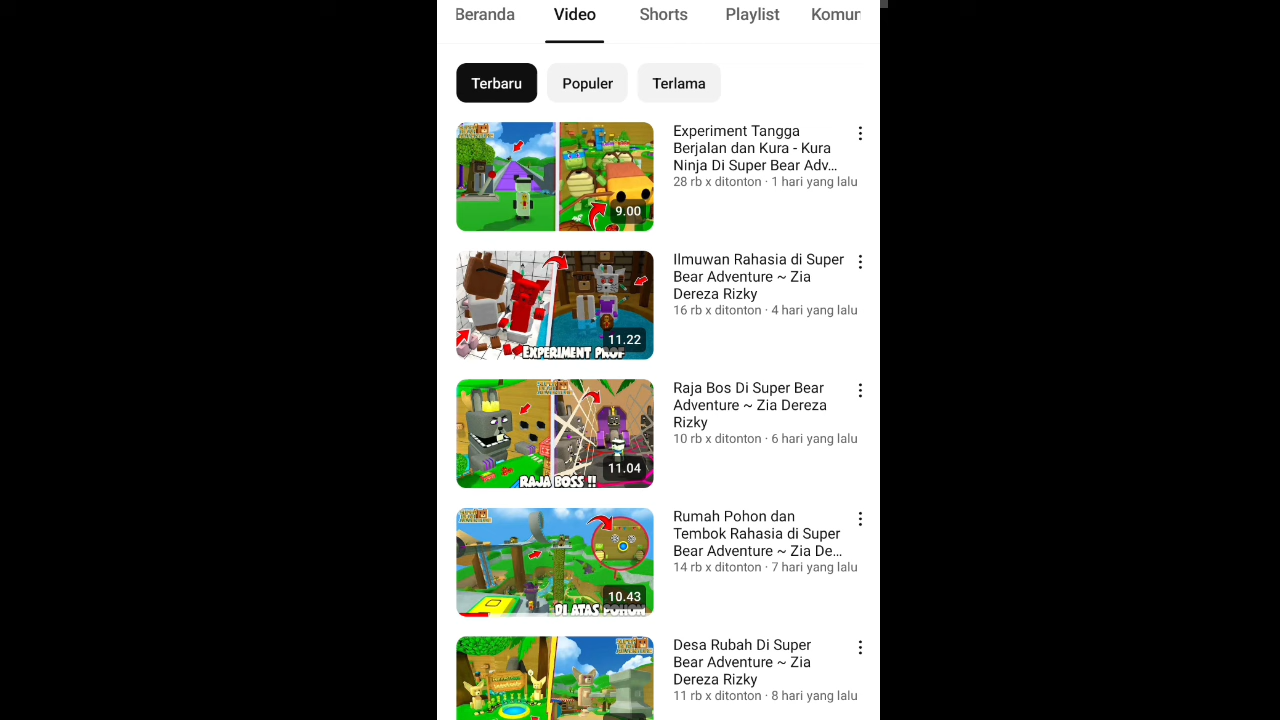 Beranda Video Shorts Playlist Komun
Terbaru Populer Terlama
Experiment Tangga
Berjalan dan Kura - Kura
Ninja Di Super Bear Adv...
28 rb x ditonton · 1 hari yang lalu
9.00
Ilmuwan Rahasia di Super
Bear Adventure ~ Zia
Dereza Rizky
16 rb x ditonton · 4 hari yang lalu
11.22
EXPERIMENT PROF
Raja Bos Di Super Bear
Adventure ~ Zia Dereza
Rizky
10 rb x ditonton · 6 hari yang lalu
11.04
RAJA BOSS !!
Rumah Pohon dan
Tembok Rahasia di Super
Bear Adventure ~ Zia De...
14 rb x ditonton · 7 hari yang lalu
10.43
DI ATAS POHON
Desa Rubah Di Super
Bear Adventure ~ Zia
Dereza Rizky
11 rb x ditonton · 8 hari yang lalu